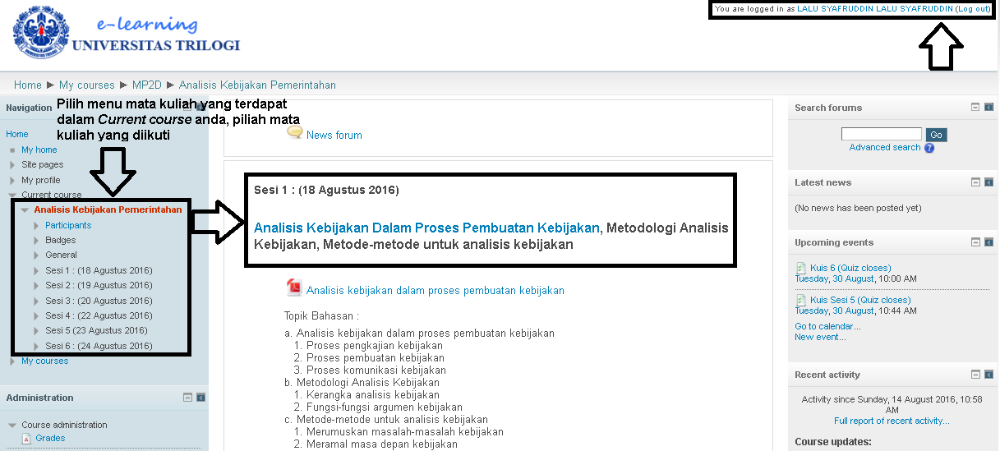 You are logged in as LALU SYAFRUDDIN LALU SYAFRUDDIN (Log out)
e-learning
UNIVERSITAS TRILOGI
Home ► My courses ► MP2D ► Analisis Kebijakan Pemerintahan
Navigation
Pilih menu mata kuliah yang terdapat
dalam Current course anda, piliah mata
kuliah yang diikuti
Home
My home
Site pages
My profile
Current course
Analisis Kebijakan Pemerintahan
Participants
Badges
General
Sesi 1 : (18 Agustus 2016)
Sesi 2 : (19 Agustus 2016)
Sesi 3 : (20 Agustus 2016)
Sesi 4 : (22 Agustus 2016)
Sesi 5 (23 Agustus 2016)
Sesi 6 : (24 Agustus 2016)
My courses
Administration
Course administration
Grades
News forum
Sesi 1 : (18 Agustus 2016)
Analisis Kebijakan Dalam Proses Pembuatan Kebijakan, Metodologi Analisis
Kebijakan, Metode-metode untuk analisis kebijakan
Analisis kebijakan dalam proses pembuatan kebijakan
Topik Bahasan :
a. Analisis kebijakan dalam proses pembuatan kebijakan
1. Proses pengkajian kebijakan
2. Proses pembuatan kebijakan
3. Proses komunikasi kebijakan
b. Metodologi Analisis Kebijakan
1. Kerangka analisis kebijakan
2. Fungsi-fungsi argumen kebijakan
c. Metode-metode untuk analisis kebijakan
1. Merumuskan masalah-masalah kebijakan
2. Meramal masa depan kebijakan
Search forums
Go
Advanced search ?
Latest news
(No news has been posted yet)
Upcoming events
Kuis 6 (Quiz closes)
Tuesday, 30 August, 10:00 AM
Kuis Sesi 5 (Quiz closes)
Tuesday, 30 August, 10:44 AM
Go to calendar...
New event...
Recent activity
Activity since Sunday, 14 August 2016, 10:58
AM
Full report of recent activity...
Course updates: